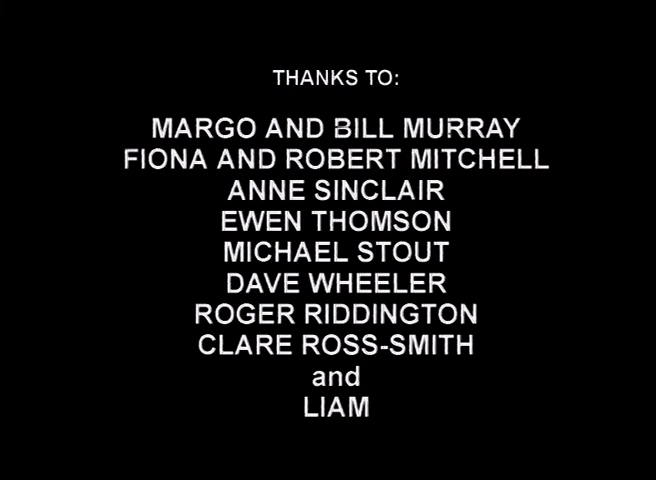 THANKS TO:
MARGO AND BILL MURRAY
FIONA AND ROBERT MITCHELL
ANNE SINCLAIR
EWEN THOMSON
MICHAEL STOUT
DAVE WHEELER
ROGER RIDDINGTON
CLARE ROSS-SMITH
and
LIAM